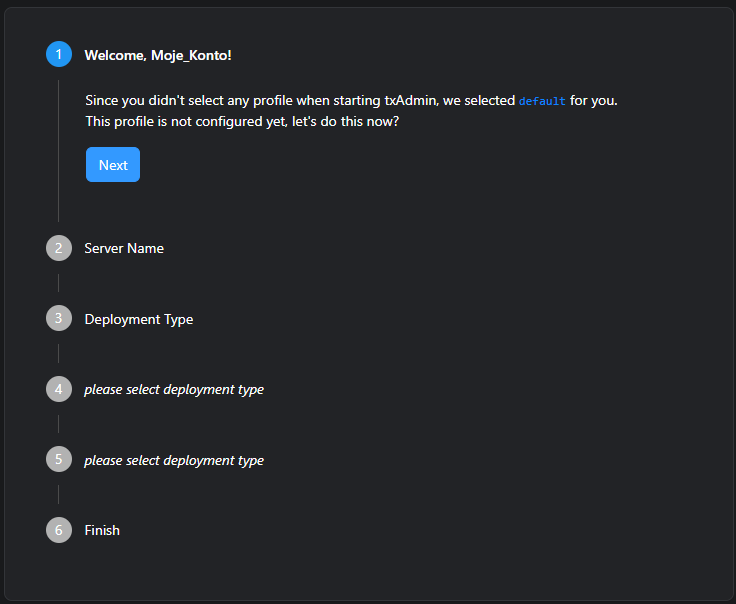 1 Welcome, Moje_Konto!
Since you didn't select any profile when starting txAdmin, we selected default for you.
This profile is not configured yet, let's do this now?
Next
2 Server Name
3 Deployment Type
4 please select deployment type
5 please select deployment type
6 Finish